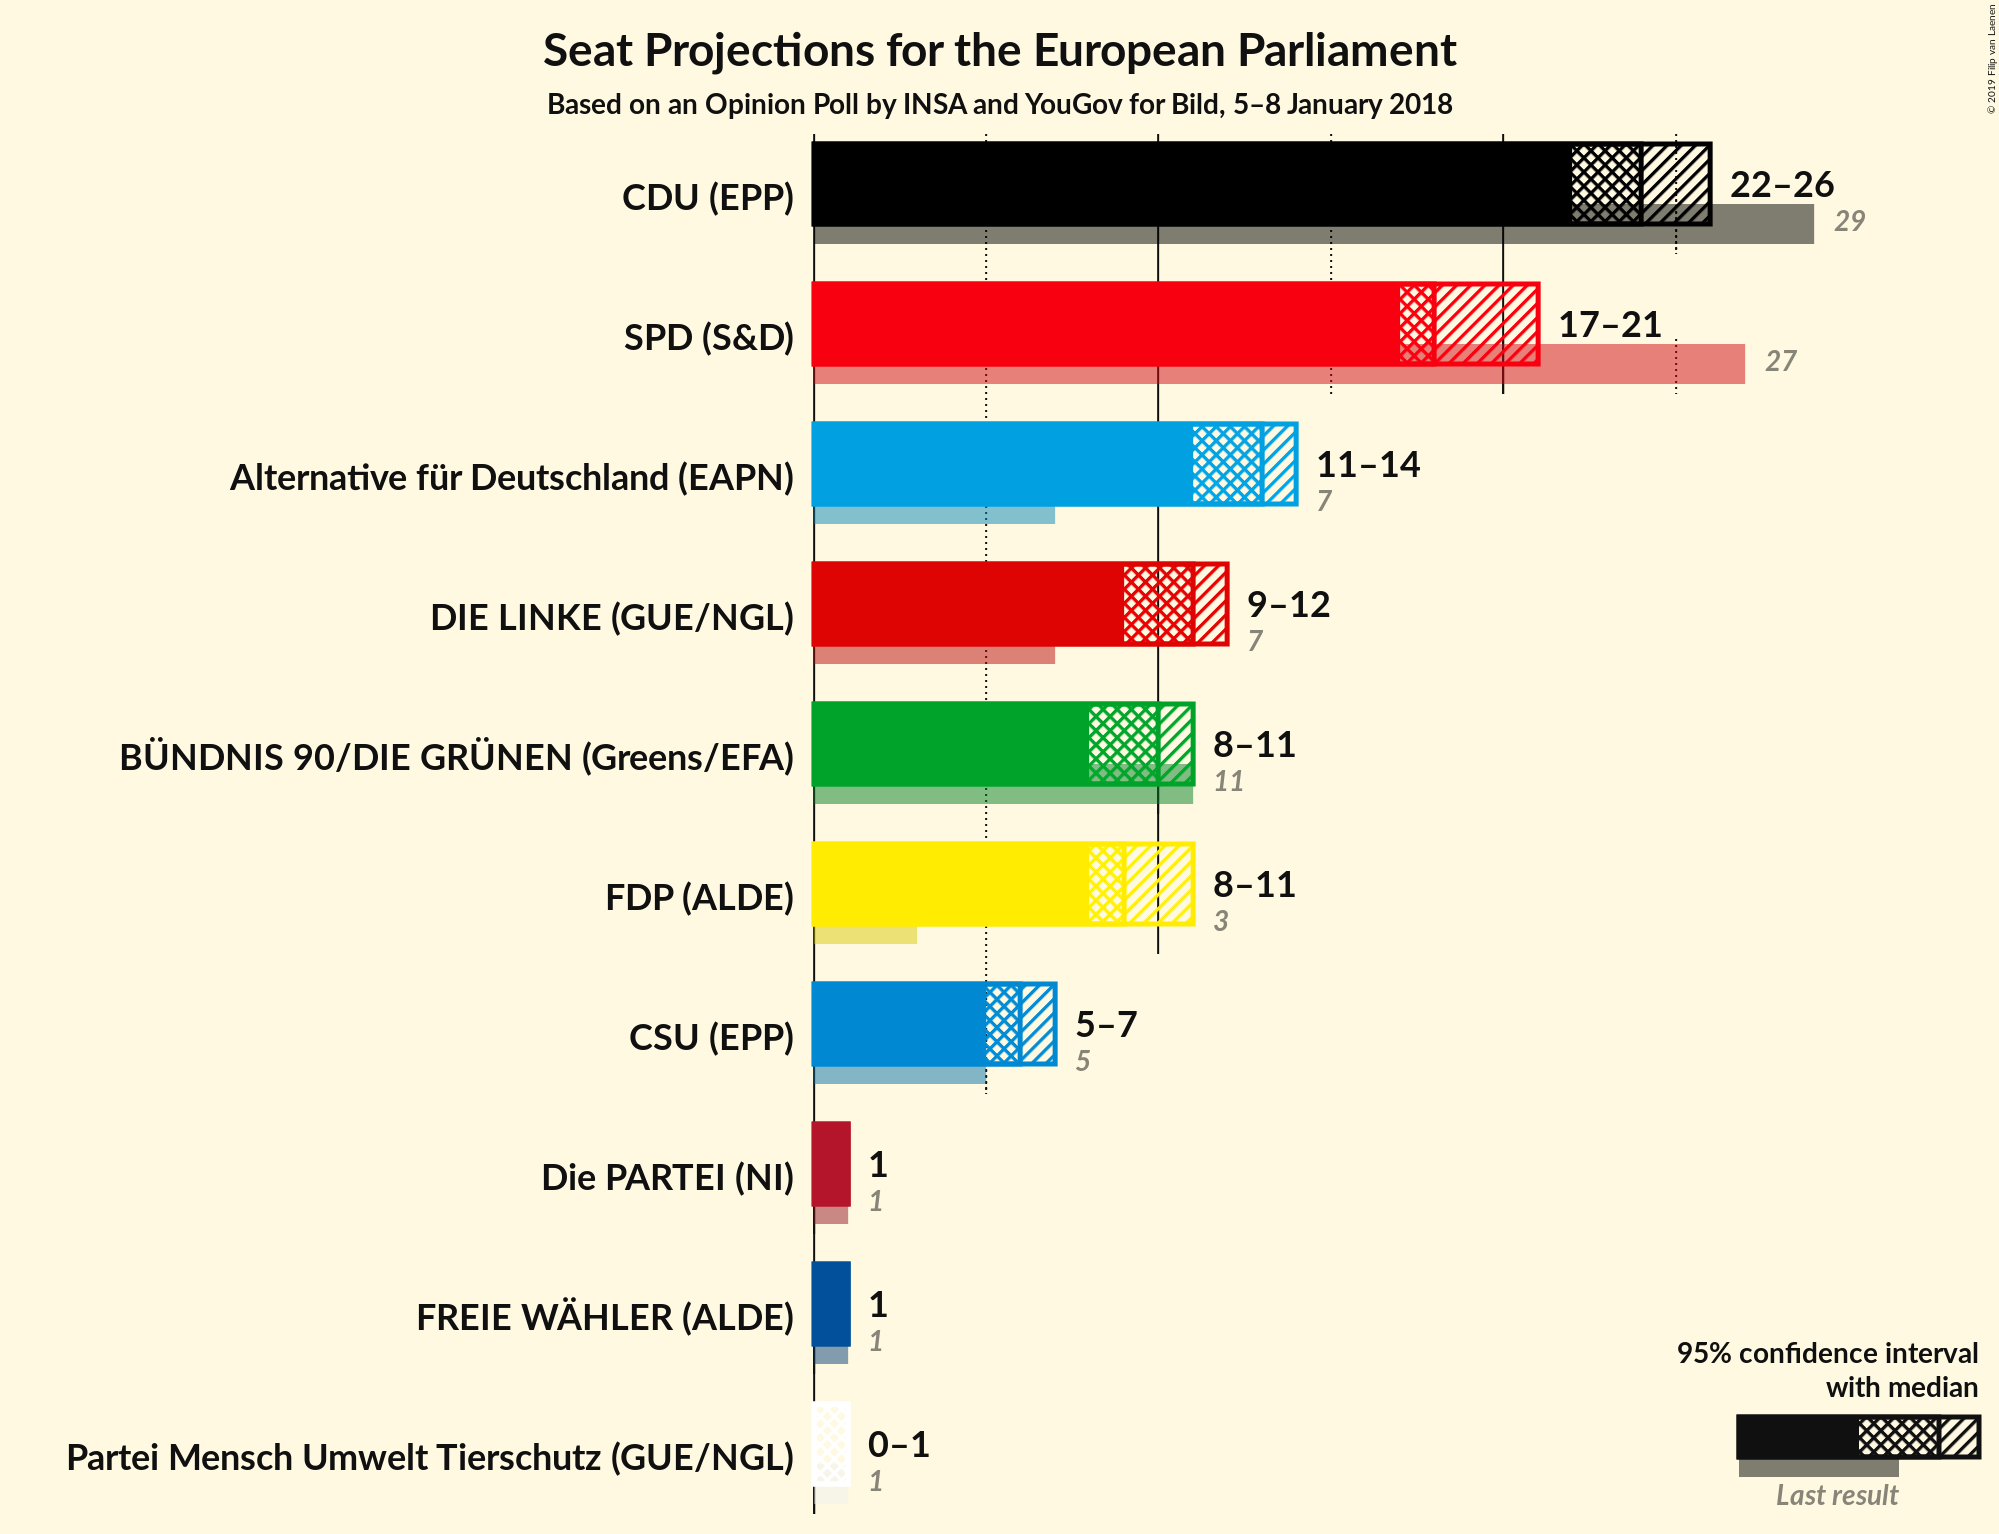 Seat Projections for the European Parliament
Based on an Opinion Poll by INSA and YouGov for Bild, 5–8 January 2018
© 2019 Filip van Laenen
CDU (EPP)
22–26
29
SPD (S&D)
17–21
27
Alternative für Deutschland (EAPN)
11–14
7
DIE LINKE (GUE/NGL)
9–12
7
BÜNDNIS 90/DIE GRÜNEN (Greens/EFA)
8–11
11
FDP (ALDE)
8–11
3
CSU (EPP)
5–7
5
Die PARTEI (NI)
1
1
FREIE WÄHLER (ALDE)
1
1
Partei Mensch Umwelt Tierschutz (GUE/NGL)
0–1
1
95% confidence interval
with median
Last result